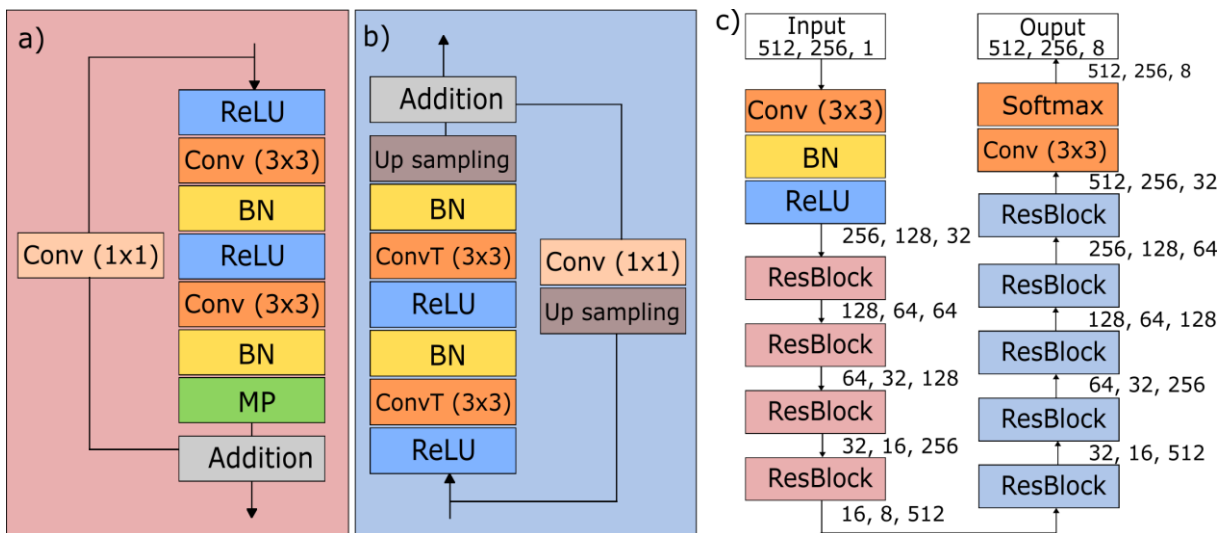 a)
ReLU
Conv (3x3)
BN
ReLU
Conv (3x3)
BN
MP
Addition
Conv (1x1)
b)
Addition
Up sampling
BN
ConvT (3x3)
ReLU
BN
ConvT (3x3)
ReLU
Conv (1x1)
Up sampling
c)
Input
512, 256, 1
Conv (3x3)
BN
ReLU
256, 128, 32
ResBlock
128, 64, 64
ResBlock
64, 32, 128
ResBlock
32, 16, 256
ResBlock
16, 8, 512
Ouput
512, 256, 8
512, 256, 8
Softmax
Conv (3x3)
512, 256, 32
ResBlock
256, 128, 64
ResBlock
128, 64, 128
ResBlock
64, 32, 256
ResBlock
32, 16, 512
ResBlock